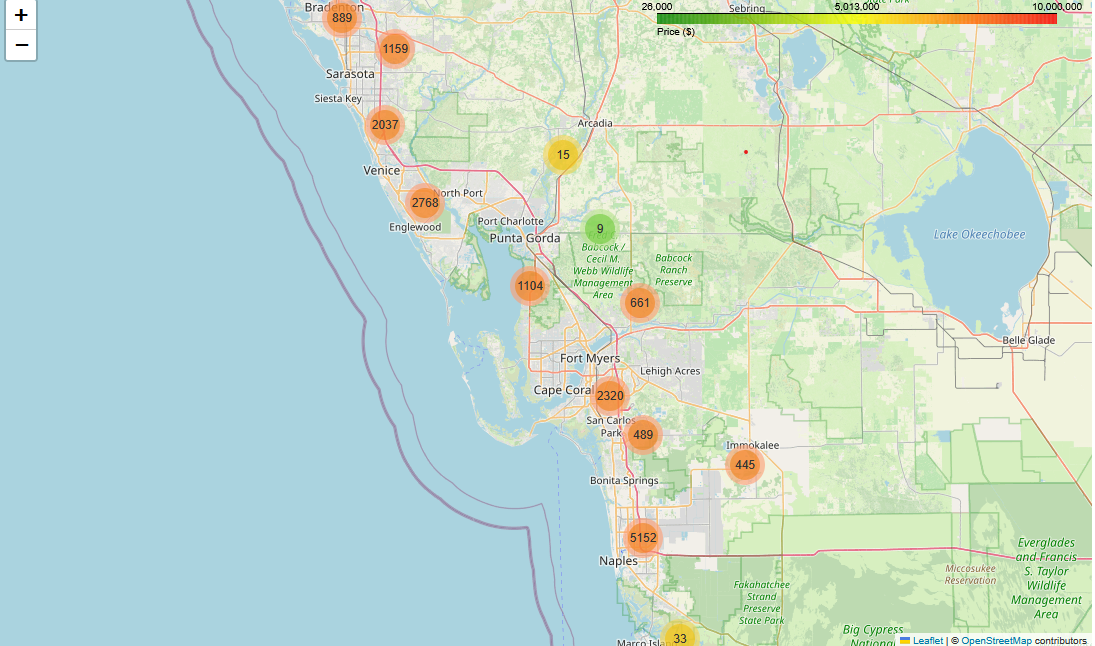 +
−
Bradenton
889
1159
Sarasota
Siesta Key
2037
Venice
2768
North Port
Englewood
Port Charlotte
Punta Gorda
Arcadia
15
9
Babcock /
Cecil M.
Webb Wildlife
Management
Area
Babcock
Ranch
Preserve
1104
661
Fort Myers
Lehigh Acres
Cape Coral
2320
San Carlos
Park
489
Immokalee
445
Bonita Springs
5152
Naples
Marco Isla
33
26,000
5,013,000
10,000,000
Price ($)
Sebring
Lake Okeechobee
Belle Glade
Everglades
and Francis
S. Taylor
Wildlife
Management
Area
Miccosukee
Reservation
Fakahatchee
Strand
Preserve
State Park
Big Cypress
National
Leaflet | © OpenStreetMap contributors